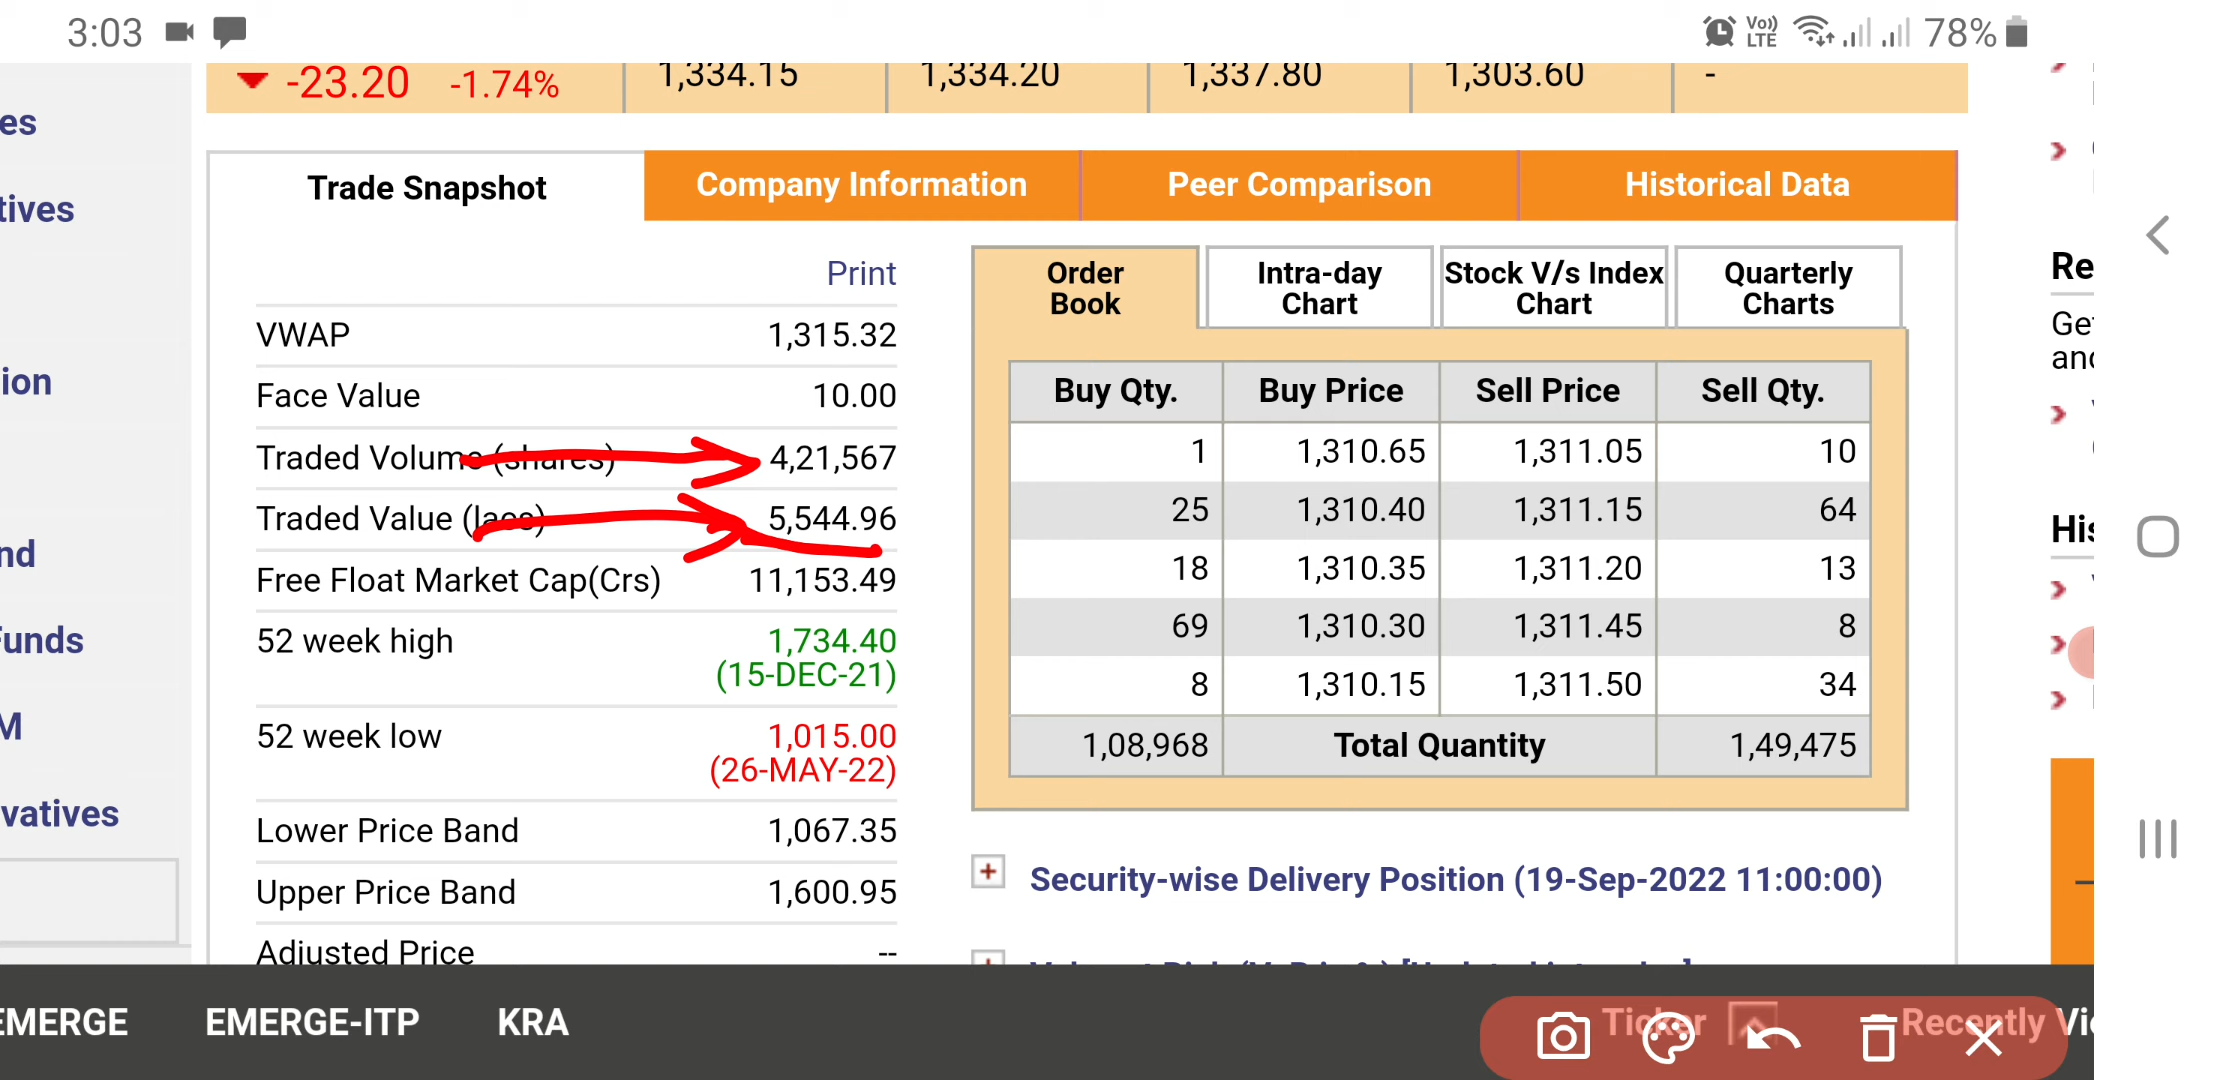 3:03 Vo)) LTE 78%
-23.20 -1.74% 1,334.15 1,334.20 1,337.80 1,303.60 -
es
tives
ion
nd
Funds
M
vatives
Trade Snapshot Company Information Peer Comparison Historical Data
Print
VWAP 1,315.32
Face Value 10.00
Traded Volume (shares) 4,21,567
Traded Value (lacs) 5,544.96
Free Float Market Cap(Crs) 11,153.49
52 week high 1,734.40
(15-DEC-21)
52 week low 1,015.00
(26-MAY-22)
Lower Price Band 1,067.35
Upper Price Band 1,600.95
Adjusted Price --
Order Book Intra-day Chart Stock V/s Index Chart Quarterly Charts
Buy Qty. Buy Price Sell Price Sell Qty.
1 1,310.65 1,311.05 10
25 1,310.40 1,311.15 64
18 1,310.35 1,311.20 13
69 1,310.30 1,311.45 8
8 1,310.15 1,311.50 34
1,08,968 Total Quantity 1,49,475
Security-wise Delivery Position (19-Sep-2022 11:00:00)
Re
Get
and
His
EMERGE EMERGE-ITP KRA Ticker Recently Vie